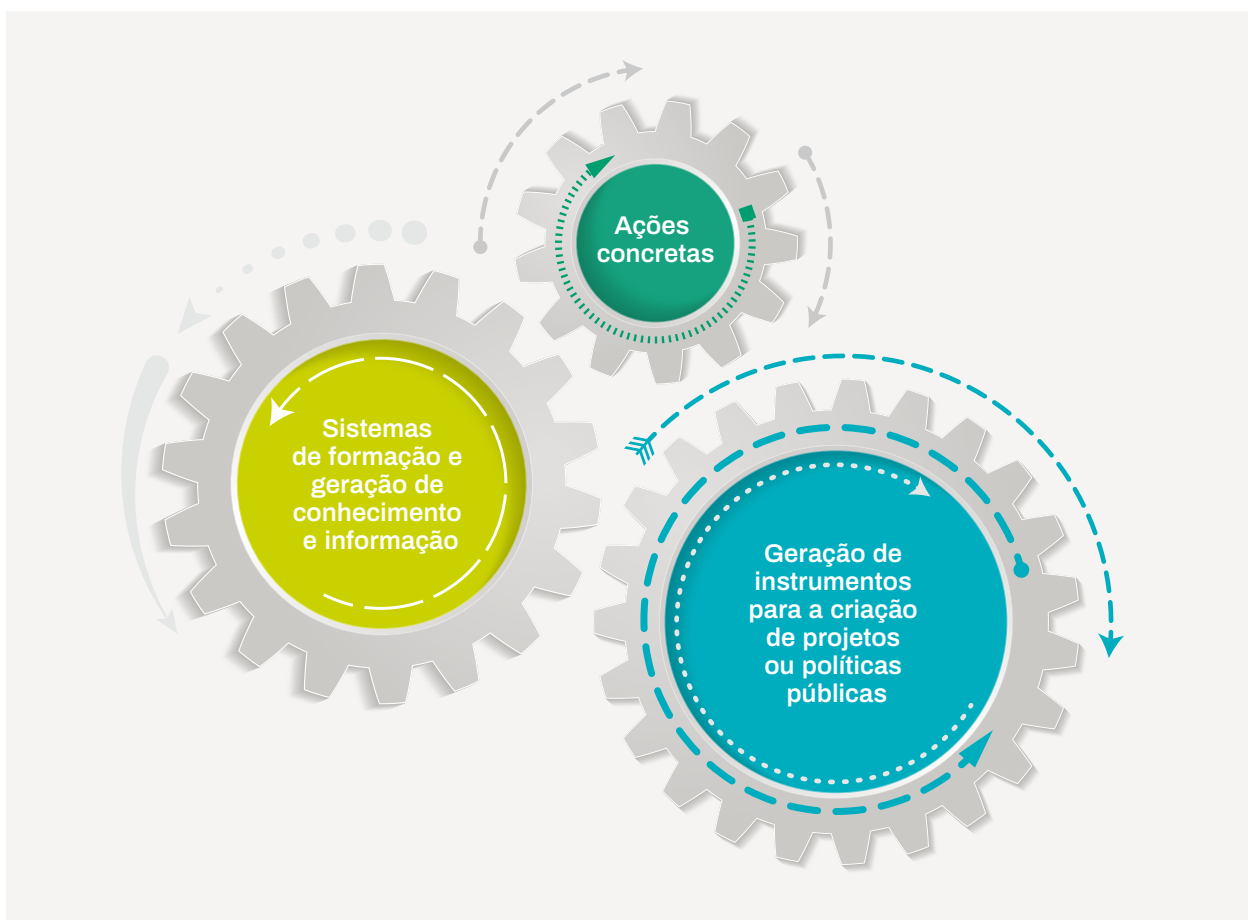 Ações
concretas
Sistemas
de formação e
geração de
conhecimento
e informação
Geração de
instrumentos
para a criação
de projetos
ou políticas
públicas